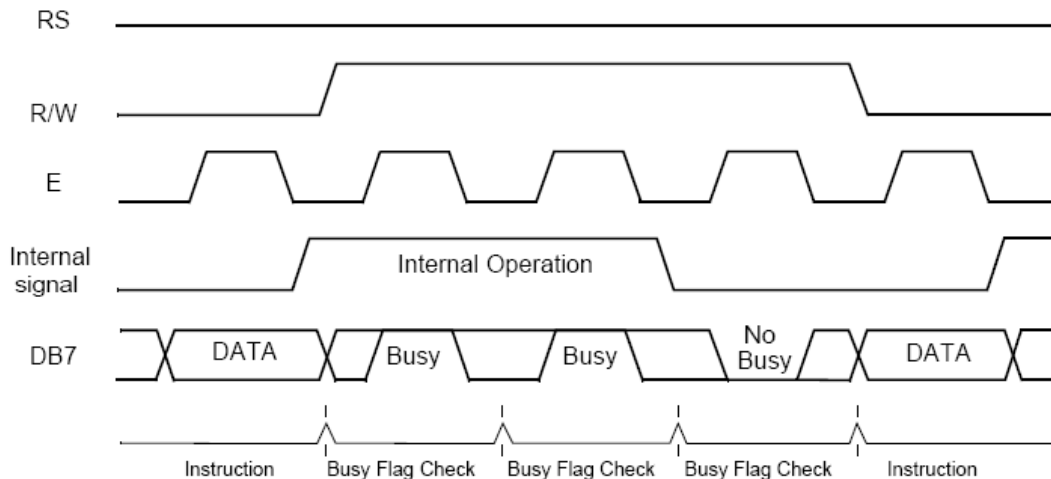 RS
R/W
E
Internal
signal
Internal Operation
DB7
DATA
Busy
Busy
No
Busy
DATA
Instruction
Busy Flag Check
Busy Flag Check
Busy Flag Check
Instruction